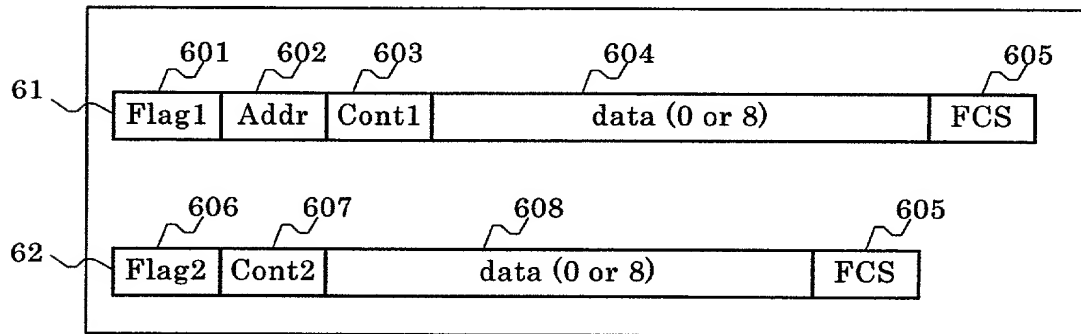 601 602 603 604 605
61 Flag1 Addr Cont1 data (0 or 8) FCS
606 607 608 605
62 Flag2 Cont2 data (0 or 8) FCS